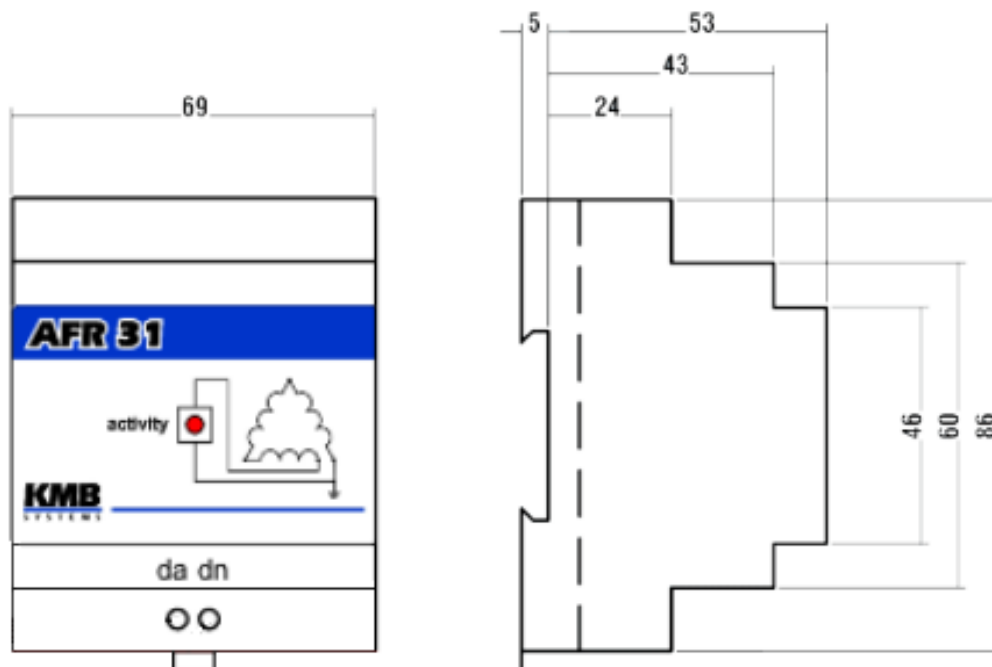 5 53
43
69
24
AFR 31
activity
46 60 86
KMB
SYSTEMS
da dn